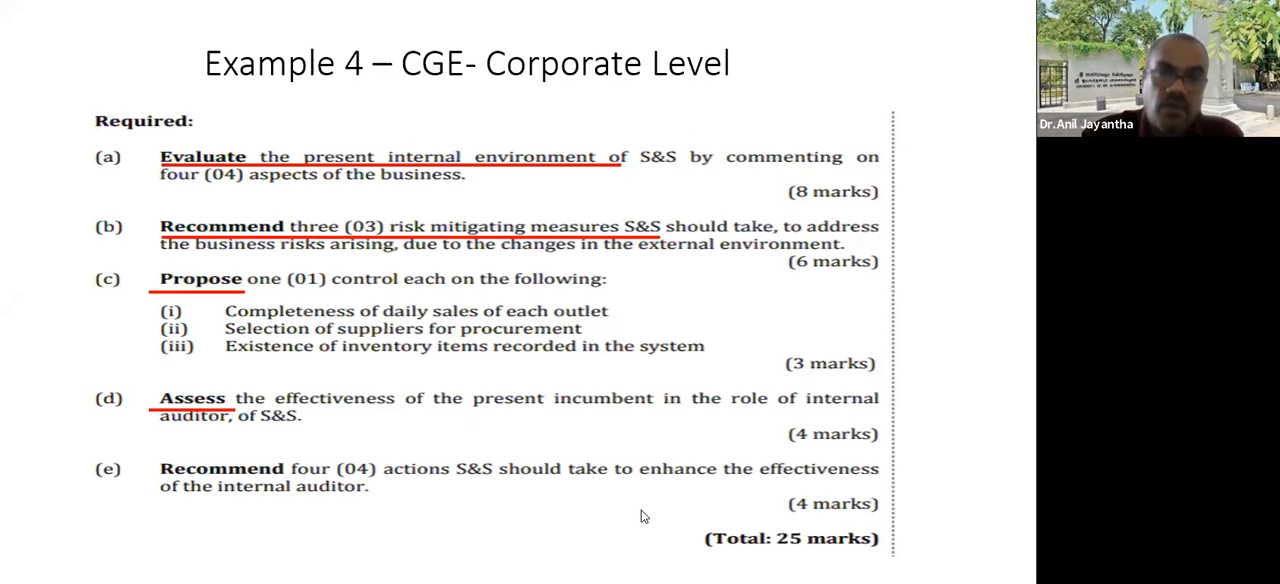 Example 4 – CGE- Corporate Level
Required:
(a) Evaluate the present internal environment of S&S by commenting on
four (04) aspects of the business.
(8 marks)
(b) Recommend three (03) risk mitigating measures S&S should take, to address
the business risks arising, due to the changes in the external environment.
(6 marks)
(c) Propose one (01) control each on the following:
(i) Completeness of daily sales of each outlet
(ii) Selection of suppliers for procurement
(iii) Existence of inventory items recorded in the system
(3 marks)
(d) Assess the effectiveness of the present incumbent in the role of internal
auditor, of S&S.
(4 marks)
(e) Recommend four (04) actions S&S should take to enhance the effectiveness
of the internal auditor.
(4 marks)
(Total: 25 marks)
Dr.Anil Jayantha